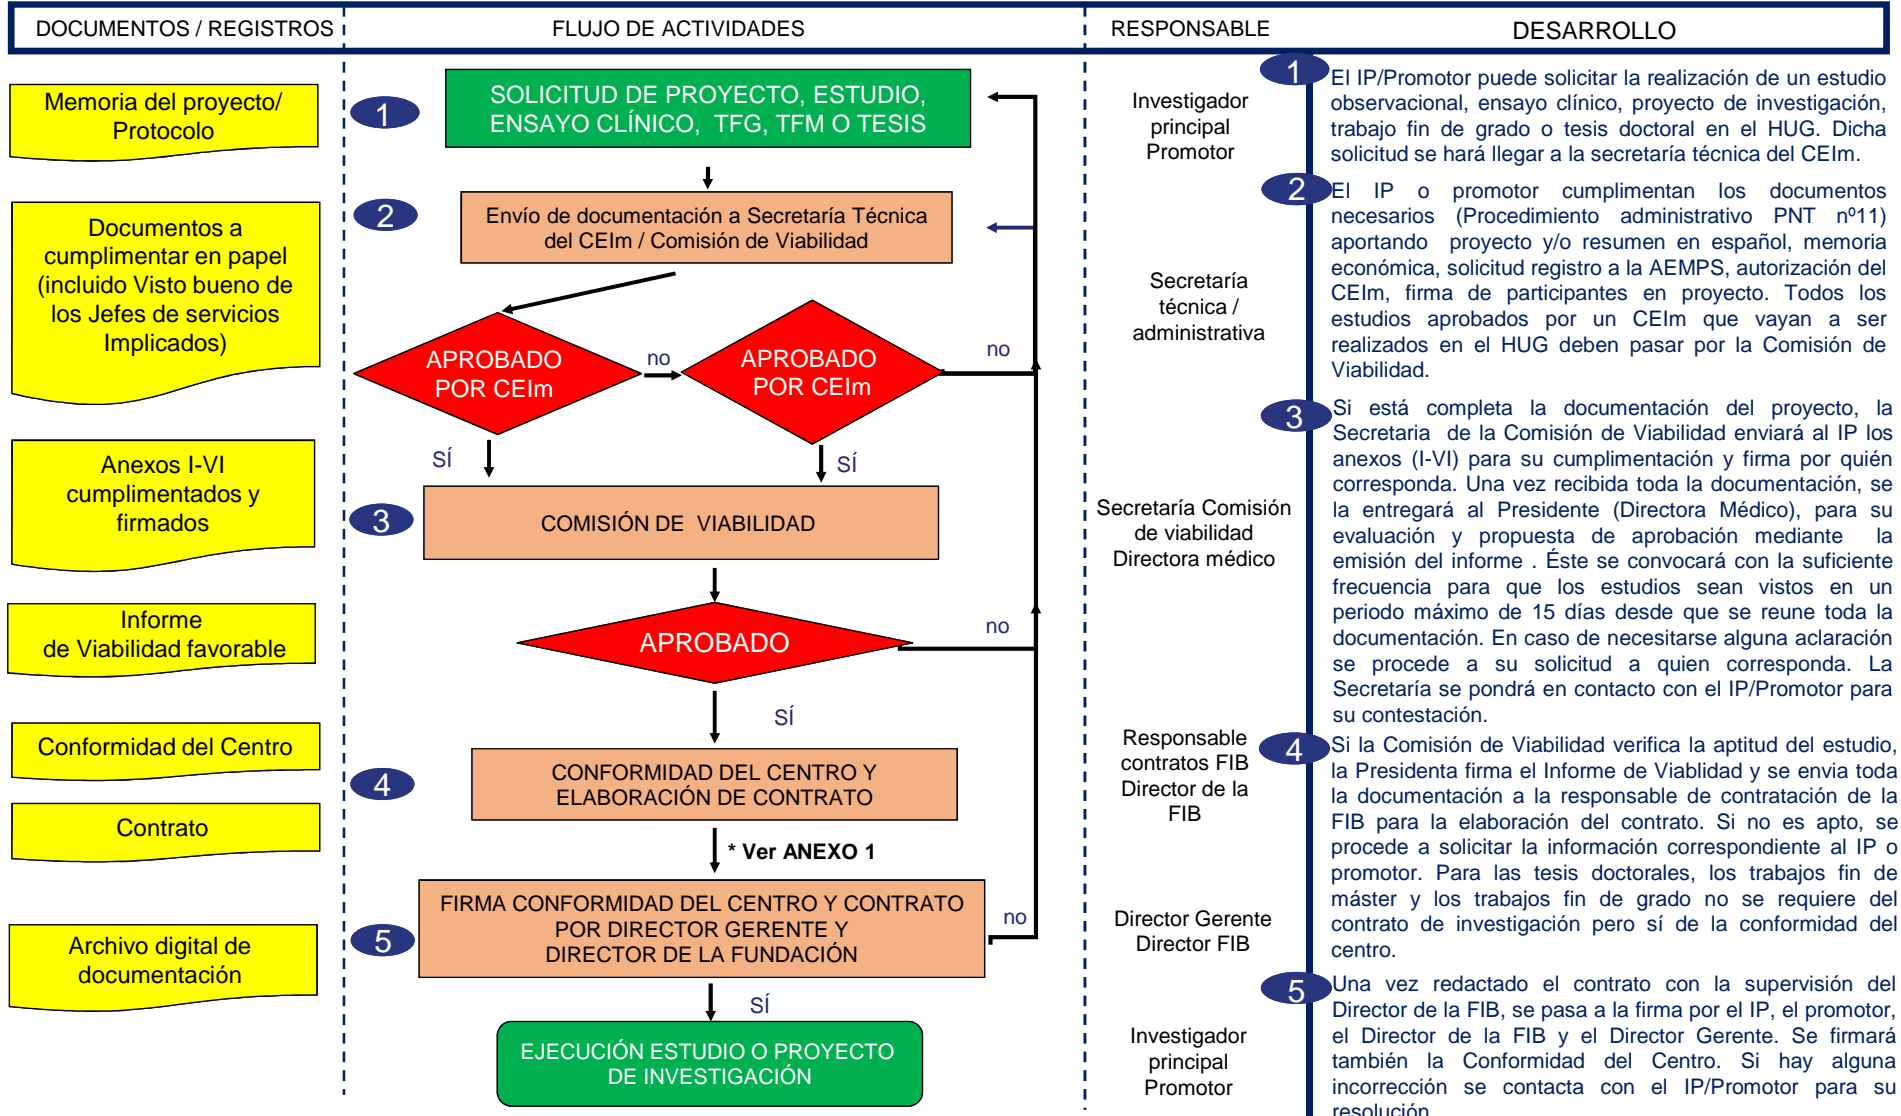 DOCUMENTOS / REGISTROS
FLUJO DE ACTIVIDADES
RESPONSABLE
DESARROLLO
Memoria del proyecto/
Protocolo
Documentos a
cumplimentar en papel
(incluido Visto bueno de
los Jefes de servicios
Implicados)
Anexos I-VI
cumplimentados y
firmados
Informe
de Viabilidad favorable
Conformidad del Centro
Contrato
Archivo digital de
documentación
1
SOLICITUD DE PROYECTO, ESTUDIO,
ENSAYO CLÍNICO, TFG, TFM O TESIS
2
Envío de documentación a Secretaría Técnica
del CEIm / Comisión de Viabilidad
APROBADO
POR CEIm
no
APROBADO
POR CEIm
no
SÍ
SÍ
3
COMISIÓN DE VIABILIDAD
APROBADO
no
SÍ
4
CONFORMIDAD DEL CENTRO Y
ELABORACIÓN DE CONTRATO
* Ver ANEXO 1
5
FIRMA CONFORMIDAD DEL CENTRO Y CONTRATO
POR DIRECTOR GERENTE Y
DIRECTOR DE LA FUNDACIÓN
no
SÍ
EJECUCIÓN ESTUDIO O PROYECTO
DE INVESTIGACIÓN
Investigador
principal
Promotor
Secretaría
técnica /
administrativa
Secretaría Comisión
de viabilidad
Directora médico
Responsable
contratos FIB
Director de la
FIB
Director Gerente
Director FIB
Investigador
principal
Promotor
1
El IP/Promotor puede solicitar la realización de un estudio
observacional, ensayo clínico, proyecto de investigación,
trabajo fin de grado o tesis doctoral en el HUG. Dicha
solicitud se hará llegar a la secretaría técnica del CEIm.
2
El IP o promotor cumplimentan los documentos
necesarios (Procedimiento administrativo PNT nº11)
aportando proyecto y/o resumen en español, memoria
económica, solicitud registro a la AEMPS, autorización del
CEIm, firma de participantes en proyecto. Todos los
estudios aprobados por un CEIm que vayan a ser
realizados en el HUG deben pasar por la Comisión de
Viabilidad.
3
Si está completa la documentación del proyecto, la
Secretaria de la Comisión de Viabilidad enviará al IP los
anexos (I-VI) para su cumplimentación y firma por quién
corresponda. Una vez recibida toda la documentación, se
la entregará al Presidente (Directora Médico), para su
evaluación y propuesta de aprobación mediante la
emisión del informe . Éste se convocará con la suficiente
frecuencia para que los estudios sean vistos en un
periodo máximo de 15 días desde que se reune toda la
documentación. En caso de necesitarse alguna aclaración
se procede a su solicitud a quien corresponda. La
Secretaría se pondrá en contacto con el IP/Promotor para
su contestación.
4
Si la Comisión de Viabilidad verifica la aptitud del estudio,
la Presidenta firma el Informe de Viablidad y se envia toda
la documentación a la responsable de contratación de la
FIB para la elaboración del contrato. Si no es apto, se
procede a solicitar la información correspondiente al IP o
promotor. Para las tesis doctorales, los trabajos fin de
máster y los trabajos fin de grado no se requiere del
contrato de investigación pero sí de la conformidad del
centro.
5
Una vez redactado el contrato con la supervisión del
Director de la FIB, se pasa a la firma por el IP, el promotor,
el Director de la FIB y el Director Gerente. Se firmará
también la Conformidad del Centro. Si hay alguna
incorrección se contacta con el IP/Promotor para su
resolución